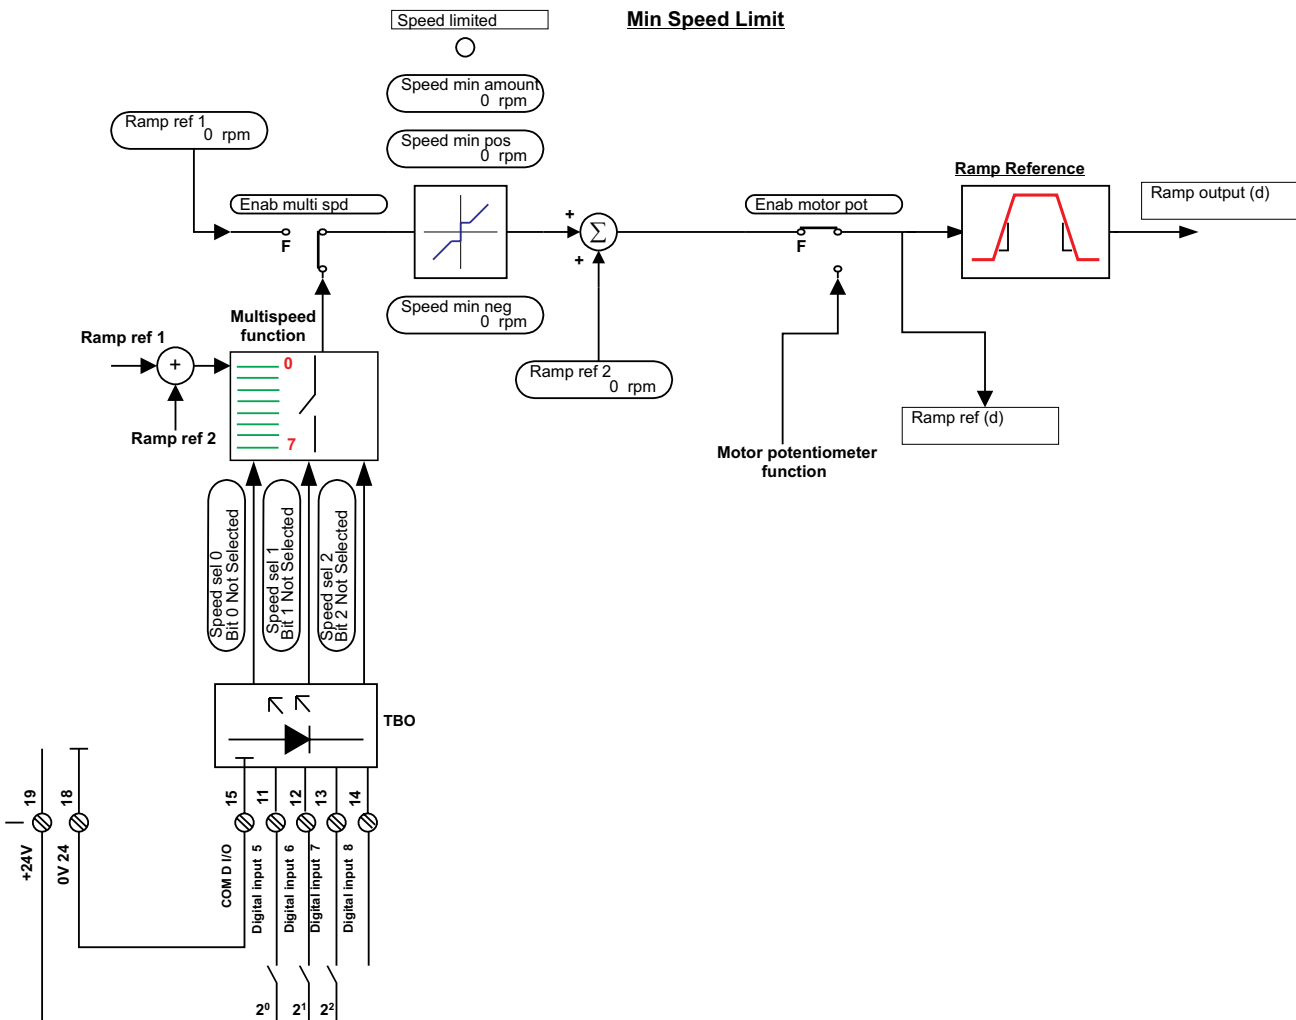 Speed limited
Min Speed Limit
Speed min amount
0 rpm
Ramp ref 1
0 rpm
Speed min pos
0 rpm
Ramp Reference
Ramp output (d)
Enab multi spd
Enab motor pot
F
+
+
Σ
F
Speed min neg
0 rpm
Multispeed
function
Ramp ref 1
+
Ramp ref 2
0
7
Ramp ref 2
0 rpm
Ramp ref (d)
Motor potentiometer
function
Speed sel 0
Bit 0 Not Selected
Speed sel 1
Bit 1 Not Selected
Speed sel 2
Bit 2 Not Selected
TBO
19
18
15
11
12
13
14
+24V
0V 24
COM D I/O
Digital input 5
Digital input 6
Digital input 7
Digital input 8
2⁰
2¹
2²